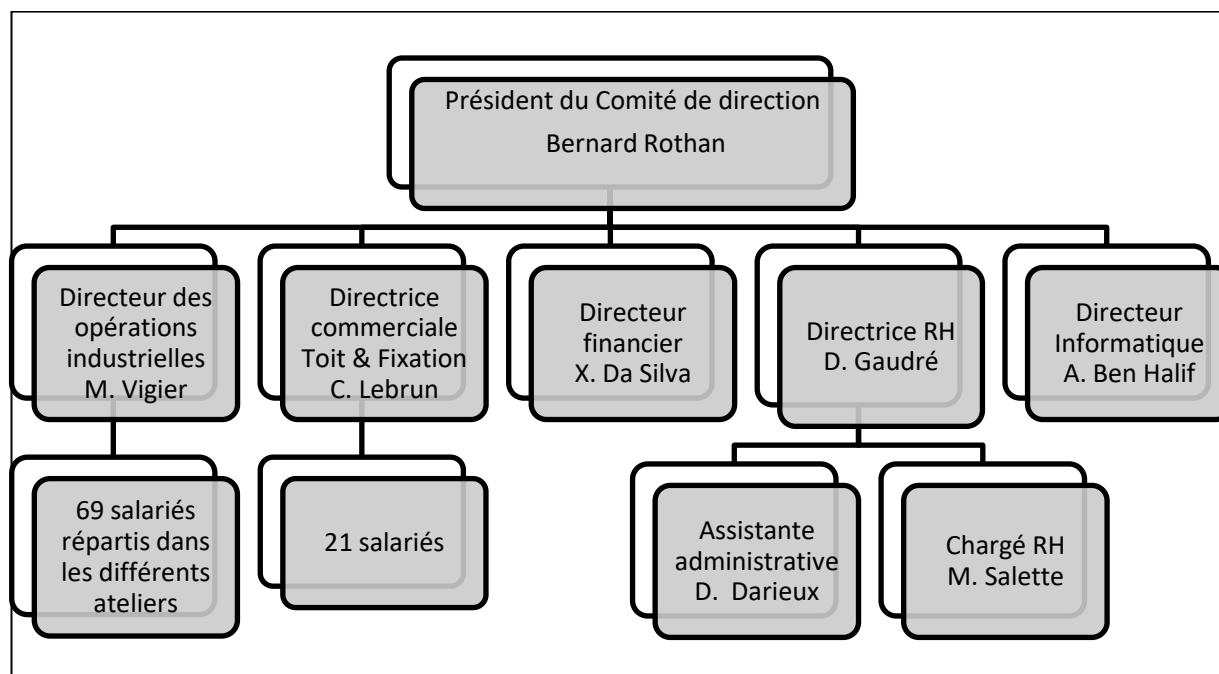 Président du Comité de direction
Bernard Rothan
Directeur des
opérations
industrielles
M. Vigier
Directrice
commerciale
Toit & Fixation
C. Lebrun
Directeur
financier
X. Da Silva
Directrice RH
D. Gaudré
Directeur
Informatique
A. Ben Halif
69 salariés
répartis dans
les différents
ateliers
21 salariés
Assistante
administrative
D. Darieux
Chargé RH
M. Salette